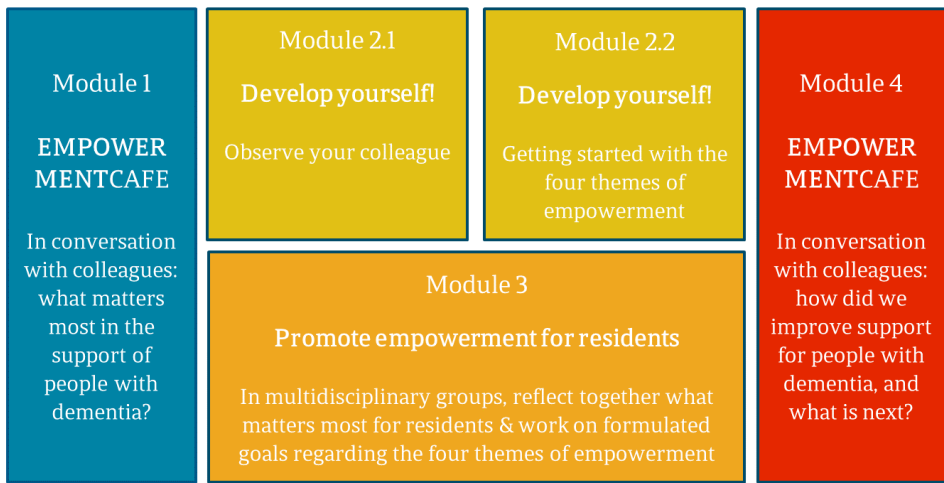 Module 1
EMPOWER
MENTCAFE
In conversation
with colleagues:
what matters
most in the
support of
people with
dementia?
Module 2.1
Develop yourself!
Observe your colleague
Module 2.2
Develop yourself!
Getting started with the
four themes of
empowerment
Module 3
Promote empowerment for residents
In multidisciplinary groups, reflect together what
matters most for residents & work on formulated
goals regarding the four themes of empowerment
Module 4
EMPOWER
MENTCAFE
In conversation
with colleagues:
how did we
improve support
for people with
dementia, and
what is next?